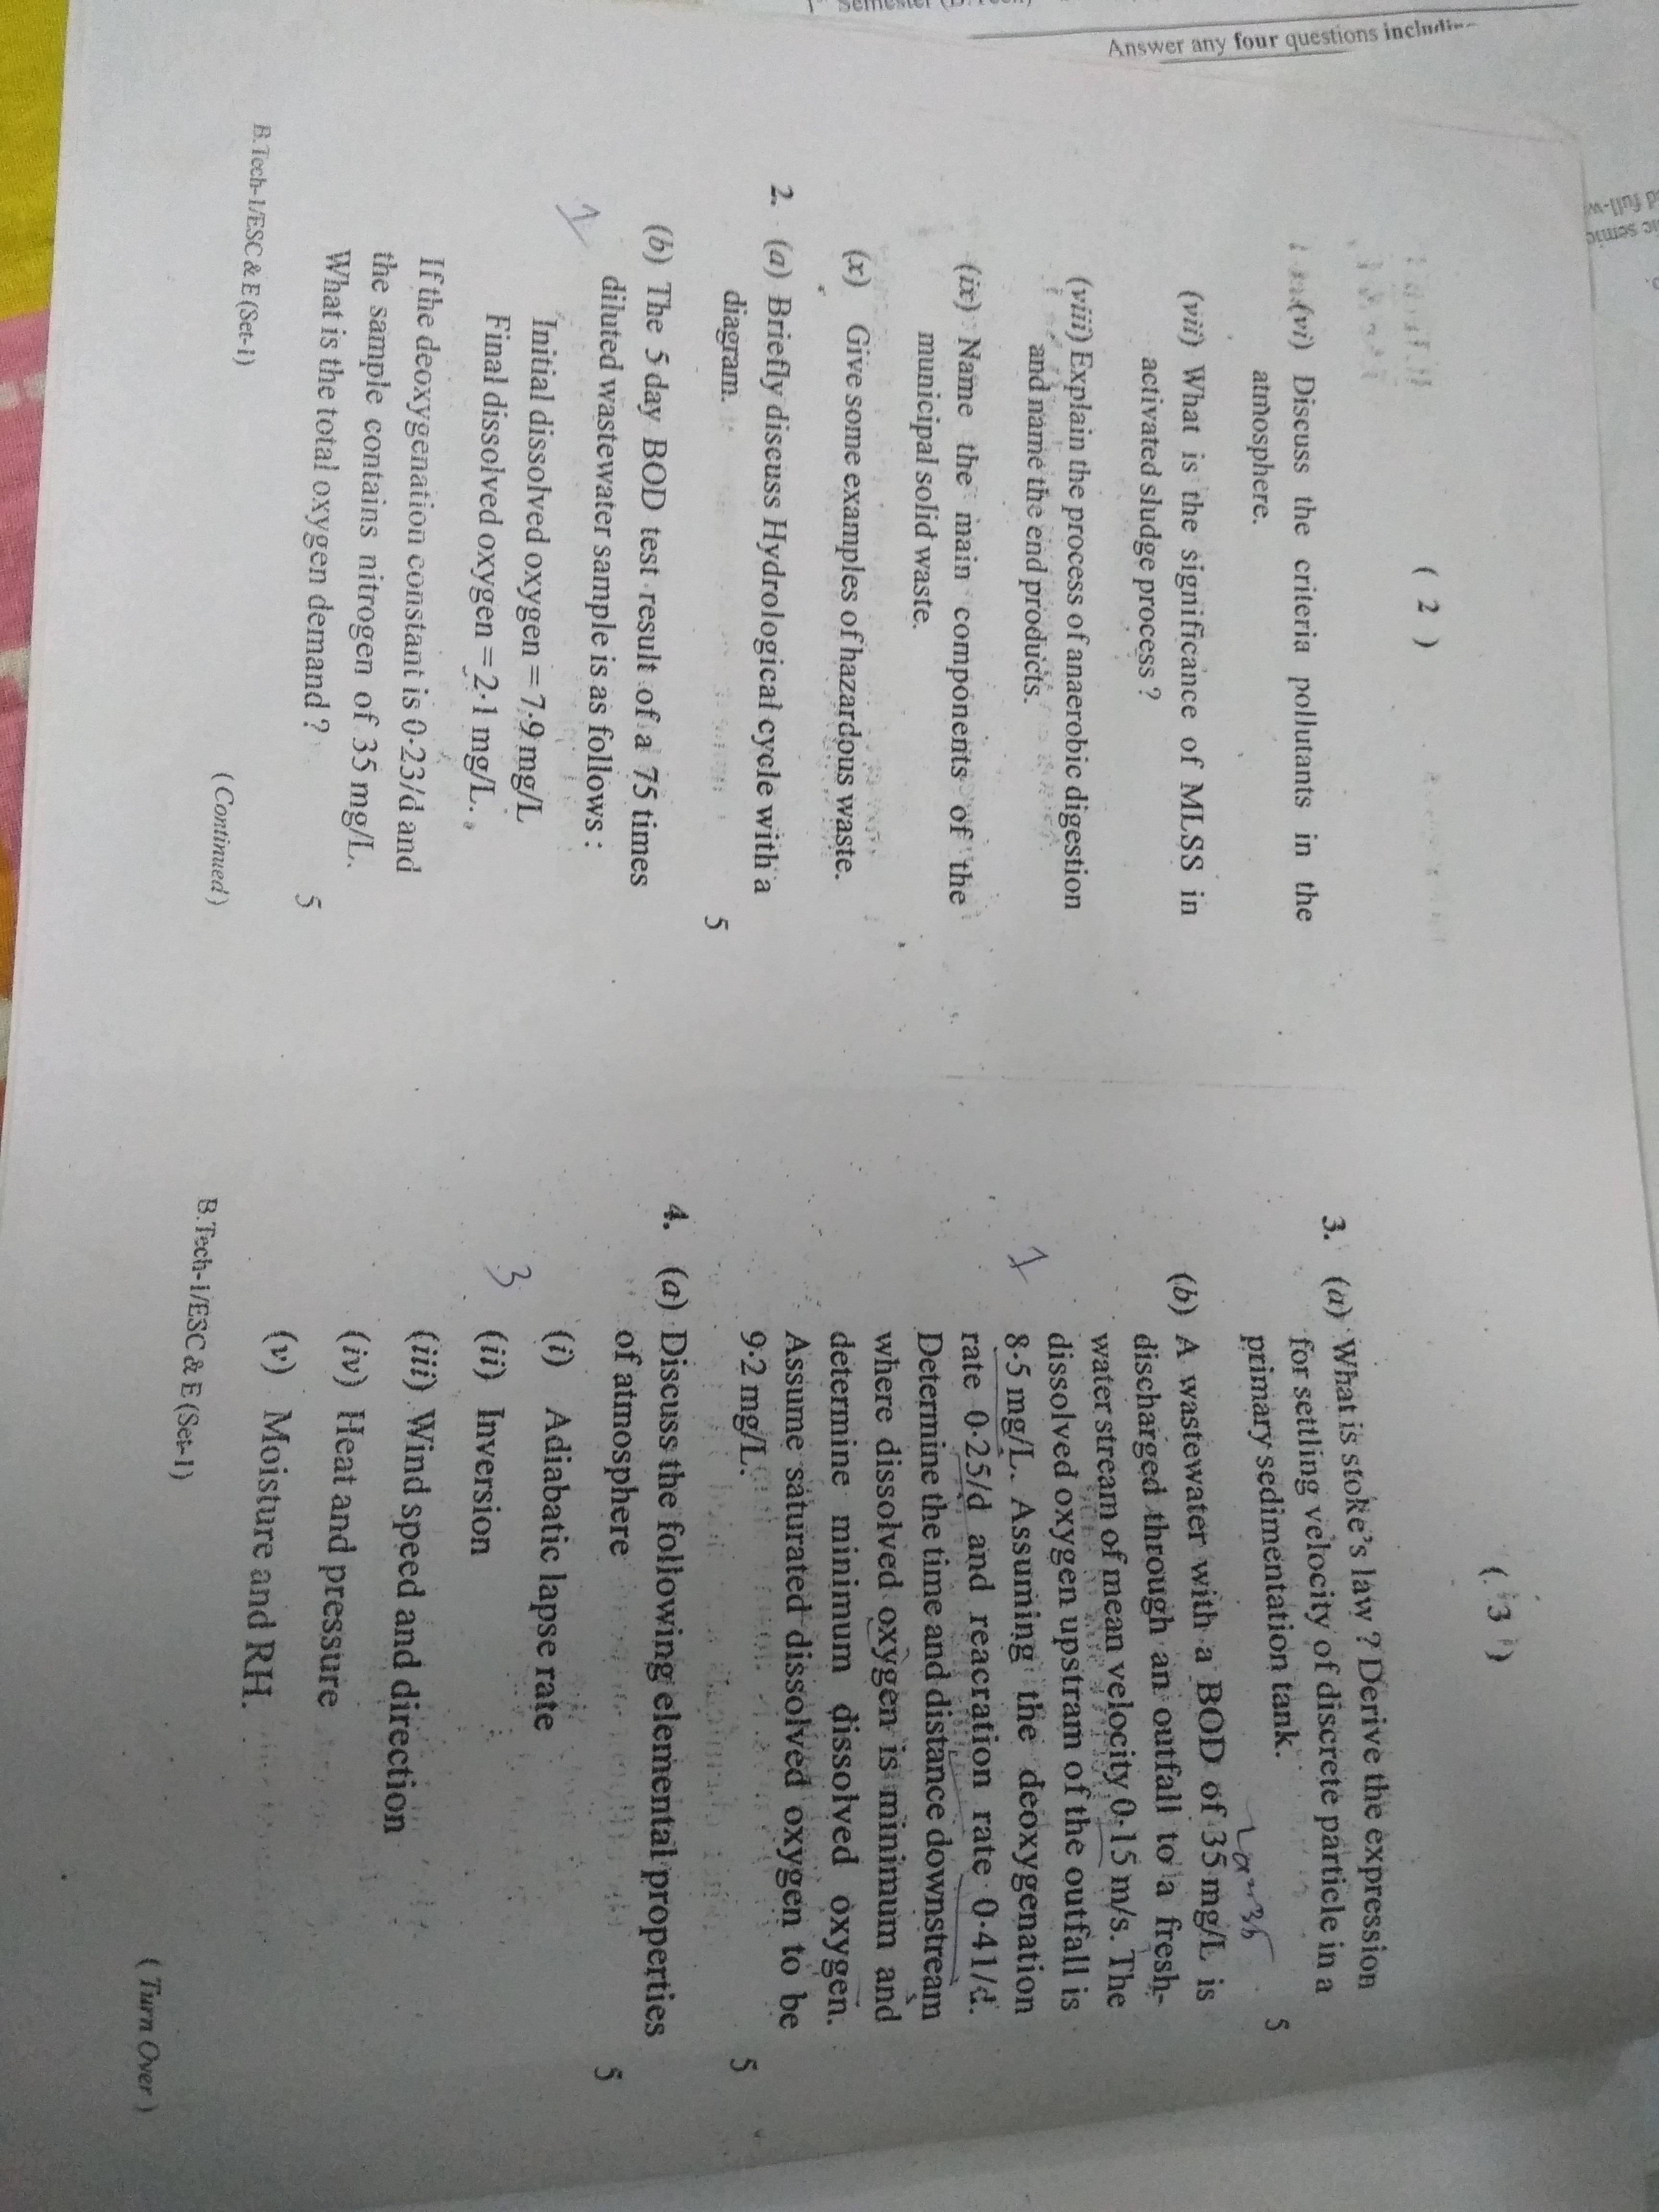 Answer any four questions
( 2 )
(vi) Discuss the criteria pollutants in the
atmosphere.
(vii) What is the significance of MLSS in
activated sludge process ?
(viii) Explain the process of anaerobic digestion
and name the end products.
(ix) Name the main components of the
municipal solid waste.
(x) Give some examples of hazardous waste.
2. (a) Briefly discuss Hydrological cycle with a
diagram. 5
(b) The 5 day BOD test result of a 75 times
diluted wastewater sample is as follows :
Initial dissolved oxygen = 7·9 mg/L
Final dissolved oxygen = 2·1 mg/L.
If the deoxygenation constant is 0·23/d and
the sample contains nitrogen of 35 mg/L.
What is the total oxygen demand ? 5
B.Tech-1/ESC & E (Set-1)
( Continued )
( 3 )
3. (a) What is stoke's law ? Derive the expression
for settling velocity of discrete particle in a
primary sedimentation tank. 5
(b) A wastewater with a BOD of 35 mg/L is
discharged through an outfall to a fresh-
water stream of mean velocity 0·15 m/s. The
dissolved oxygen upstram of the outfall is
8·5 mg/L. Assuming the deoxygenation
rate 0·25/d and reacration rate 0·41/d.
Determine the time and distance downstream
where dissolved oxygen is minimum and
determine minimum dissolved oxygen.
Assume saturated dissolved oxygen to be
9·2 mg/L. 5
4. (a) Discuss the following elemental properties
of atmosphere 5
(i) Adiabatic lapse rate
3
(ii) Inversion
(iii) Wind speed and direction
(iv) Heat and pressure
(v) Moisture and RH.
B.Tech-1/ESC & E (Set-1)
( Turn Over )